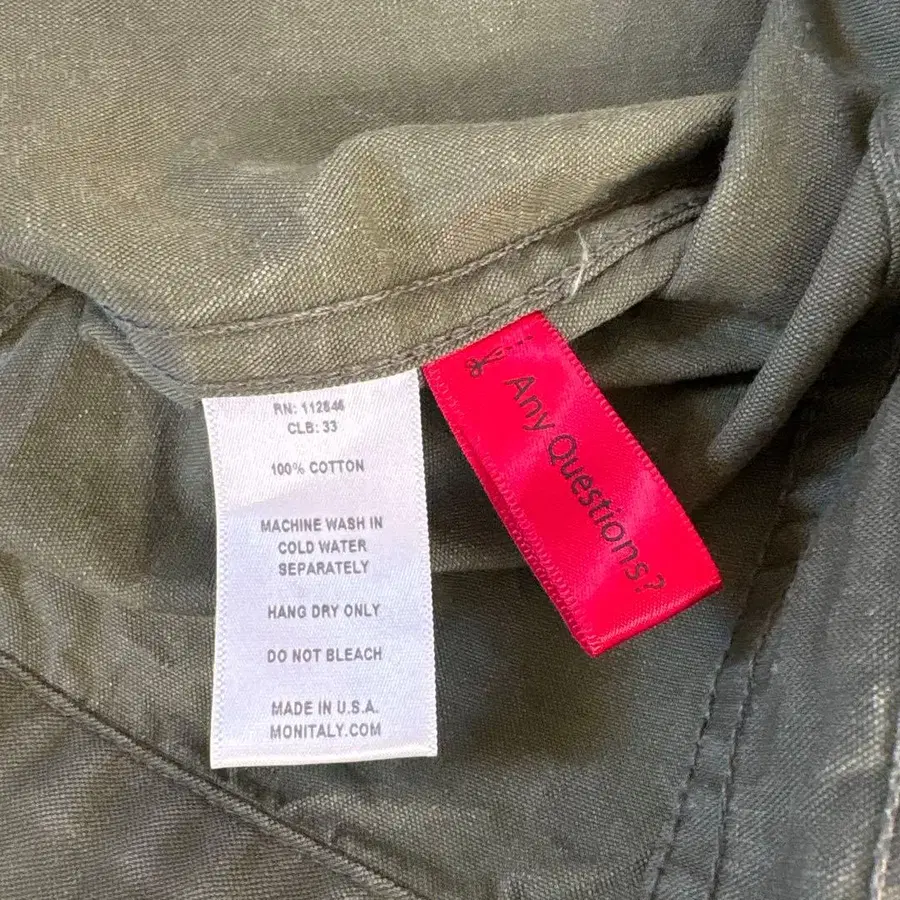 RN: 112846
CLB: 33
100% COTTON
MACHINE WASH IN
COLD WATER
SEPARATELY
HANG DRY ONLY
DO NOT BLEACH
MADE IN U.S.A.
MONITALY.COM
Any Questions?